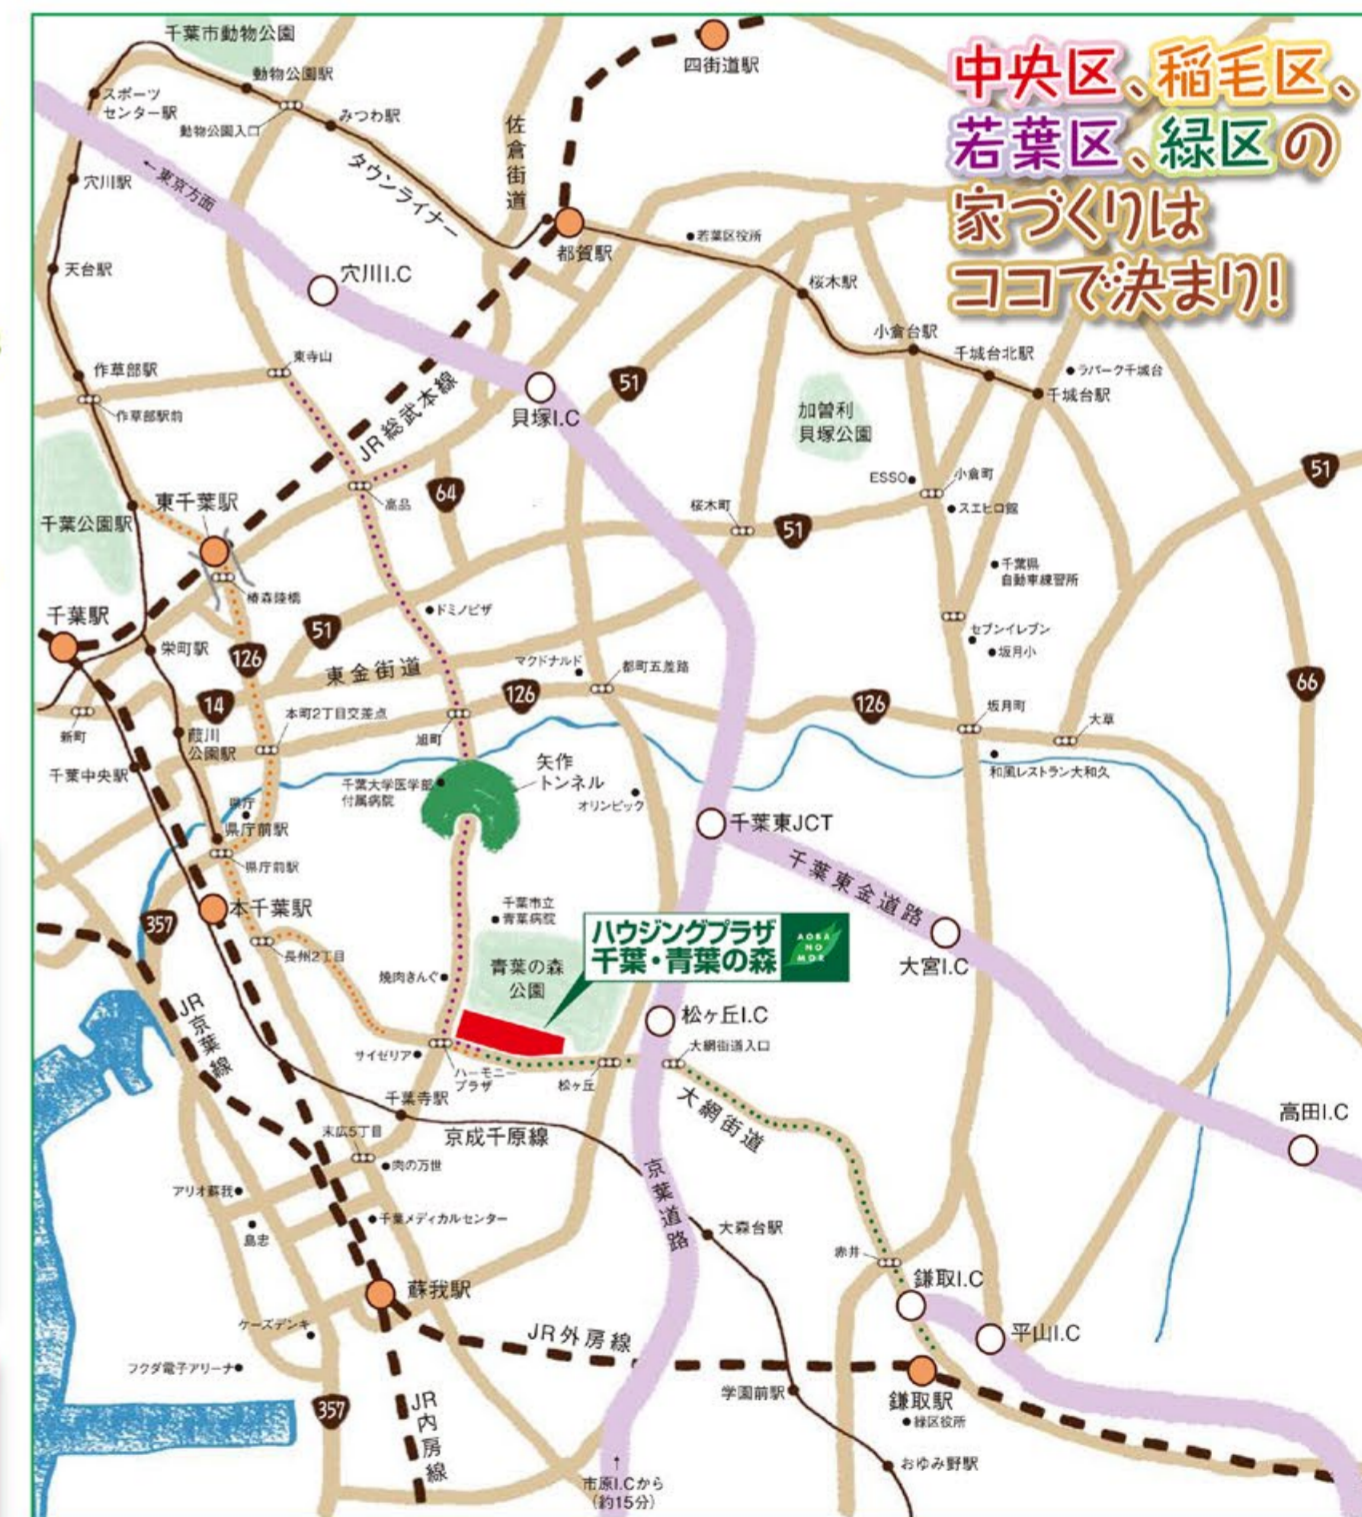 中央区、稲毛区、
若葉区、緑区の
家づくりは
ココで決まり!
千葉市動物公園
動物公園駅
四街道駅
スポーツ
センター駅
動物公園入口
みつわ駅
佐倉街道
タウンライナー
←東京方面
穴川駅
若葉区役所
都賀駅
天台駅
穴川I.C
桜木駅
小倉台駅
千城台北駅
東寺山
作草部駅
ラパーク千城台
千城台駅
51
貝塚I.C
作草部駅前
JR総武本線
加曽利
貝塚公園
51
ESSO
小倉町
64
高品
東千葉駅
千葉公園駅
桜木町
51
スエヒロ館
千葉県
自動車練習所
椿森陸橋
ドミノピザ
千葉駅
51
セブンイレブン
坂月小
栄町駅
126
東金街道
マクドナルド
都町五差路
66
14
126
126
新町
本町2丁目交差点
坂月町
大草
葭川
公園駅
旭町
千葉中央駅
矢作
トンネル
千葉大学医学部
付属病院
和風レストラン大和久
オリンピック
県庁
県庁前駅
千葉東JCT
県庁前駅
千葉東金道路
本千葉駅
千葉市立
青葉病院
357
ハウジングプラザ
千葉・青葉の森
AOBA
NO
MORI
長州2丁目
大宮I.C
焼肉きんぐ
青葉の森
公園
JR京葉線
松ヶ丘I.C
サイゼリア
大網街道入口
ハーモニー
プラザ
松ヶ丘
千葉寺駅
大網街道
高田I.C
末広5丁目
京成千原線
肉の万世
京葉道路
アリオ蘇我
千葉メディカルセンター
島忠
大森台駅
赤井
鎌取I.C
蘇我駅
ケーズデンキ
JR外房線
平山I.C
フクダ電子アリーナ
学園前駅
鎌取駅
357
JR内房線
緑区役所
おゆみ野駅
↑
市原I.Cから
(約15分)